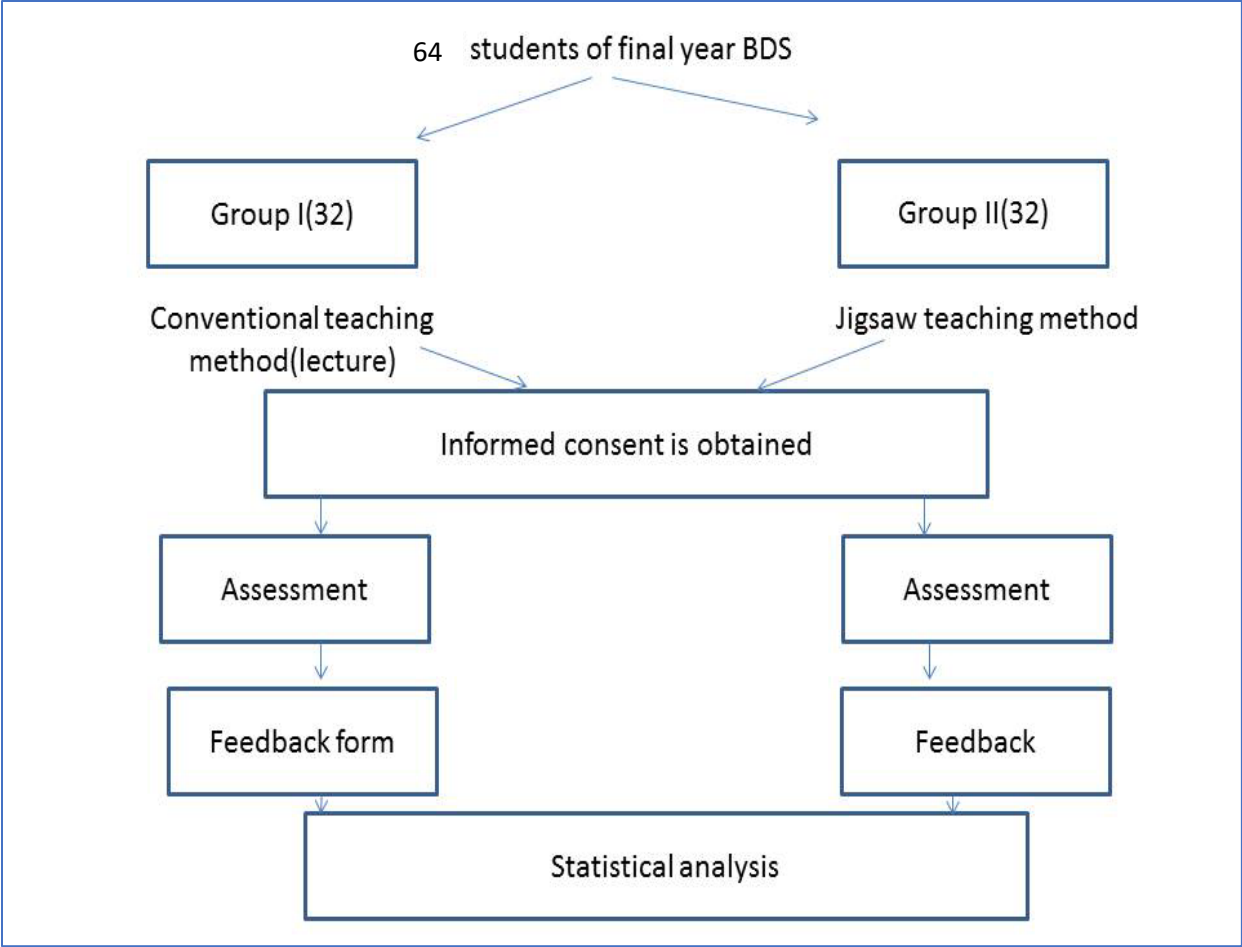 64 students of final year BDS
Group I(32)
Group II(32)
Conventional teaching
method(lecture)
Jigsaw teaching method
Informed consent is obtained
Assessment
Assessment
Feedback form
Feedback
Statistical analysis